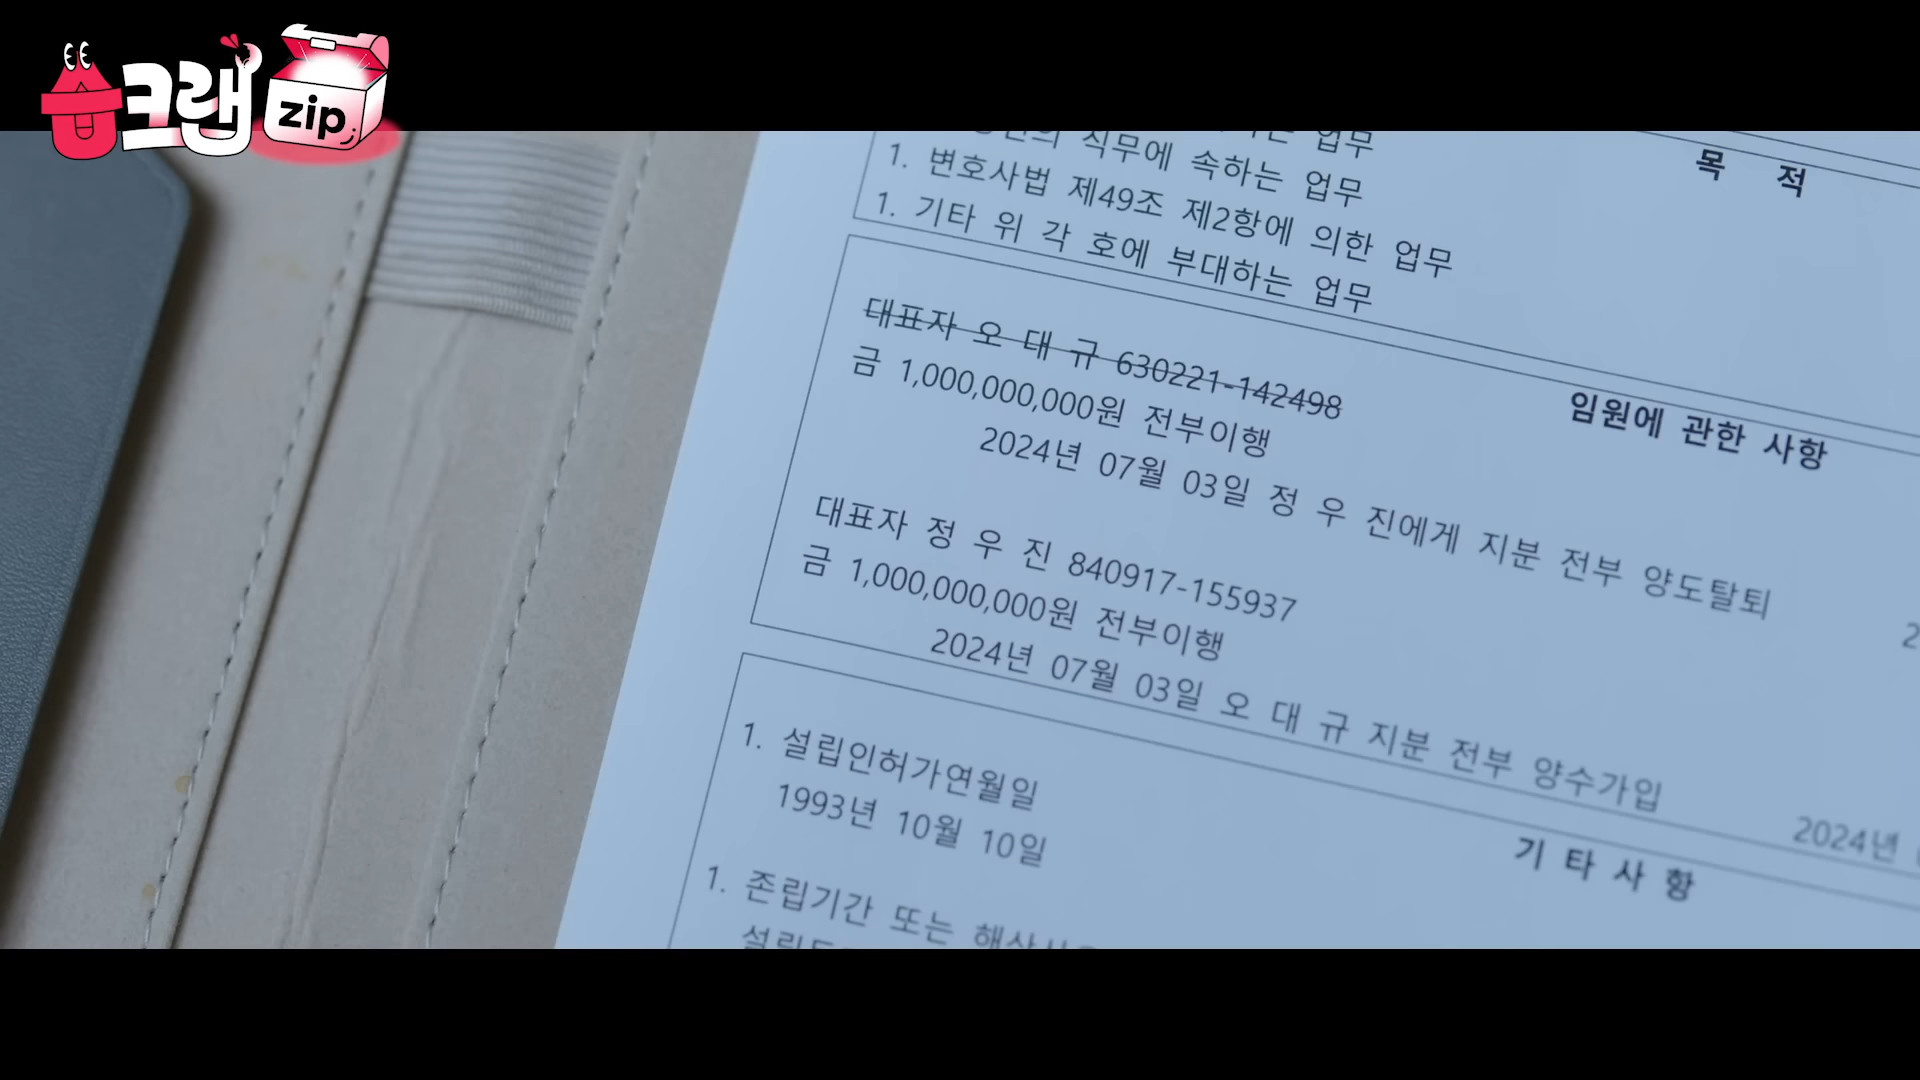 스크랩 zip
직무에 속하는 업무
목 적
1. 변호사법 제49조 제2항에 의한 업무
1. 기타 위 각 호에 부대하는 업무
임원에 관한 사항
대표자 오 대 규 630221-142498
금 1,000,000,000원 전부이행
2024년 07월 03일 정 우 진에게 지분 전부 양도탈퇴
대표자 정 우 진 840917-155937
금 1,000,000,000원 전부이행
2024년 07월 03일 오 대 규 지분 전부 양수가입
2024년
기 타 사 항
1. 설립인허가연월일
1993년 10월 10일
1. 존립기간 또는